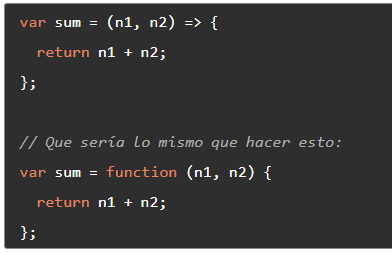 var sum = (n1, n2) => {
  return n1 + n2;
};

// Que sería lo mismo que hacer esto:
var sum = function (n1, n2) {
  return n1 + n2;
};